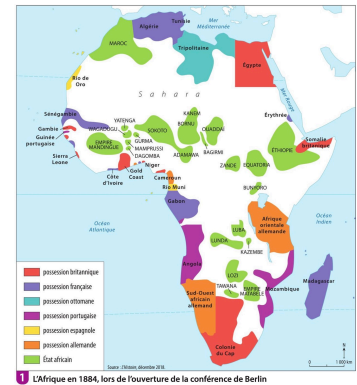 Tunisie
Mer
Méditerranée
Algérie
MAROC
Tripolitaine
Égypte
Rio de
Oro
Sahara
Mer Rouge
Érythrée
Sénégambie
Gambie
Guinée
portugaise
Sierra
Leone
YATENGA
WAGADUGU
EMPIRE
MANDINGUE
GURMA
MAMPRUSSI
DAGOMBA
SOKOTO
KANEM
BORNU
OUADDAÏ
BAGIRMI
ADAMAWA
Côte
d'Ivoire
Gold
Coast
Niger
Cameroun
Rio Muni
Gabon
ZANDE
EQUATORIA
ÉTHIOPIE
Somalie
britannique
BUNYORO
Océan
Atlantique
Océan
Indien
Afrique
orientale
allemande
LUBA
LUNDA
KAZEMBE
Angola
LOZI
TAWANA
EMPIRE
MATABELE
Mozambique
Madagascar
Sud-Ouest
africain
allemand
Colonie
du Cap
possession britannique
possession française
possession ottomane
possession portugaise
possession espagnole
possession allemande
État africain
Source : L'Histoire, décembre 2018.
N
0 1 000 km
1 L'Afrique en 1884, lors de l'ouverture de la conférence de Berlin